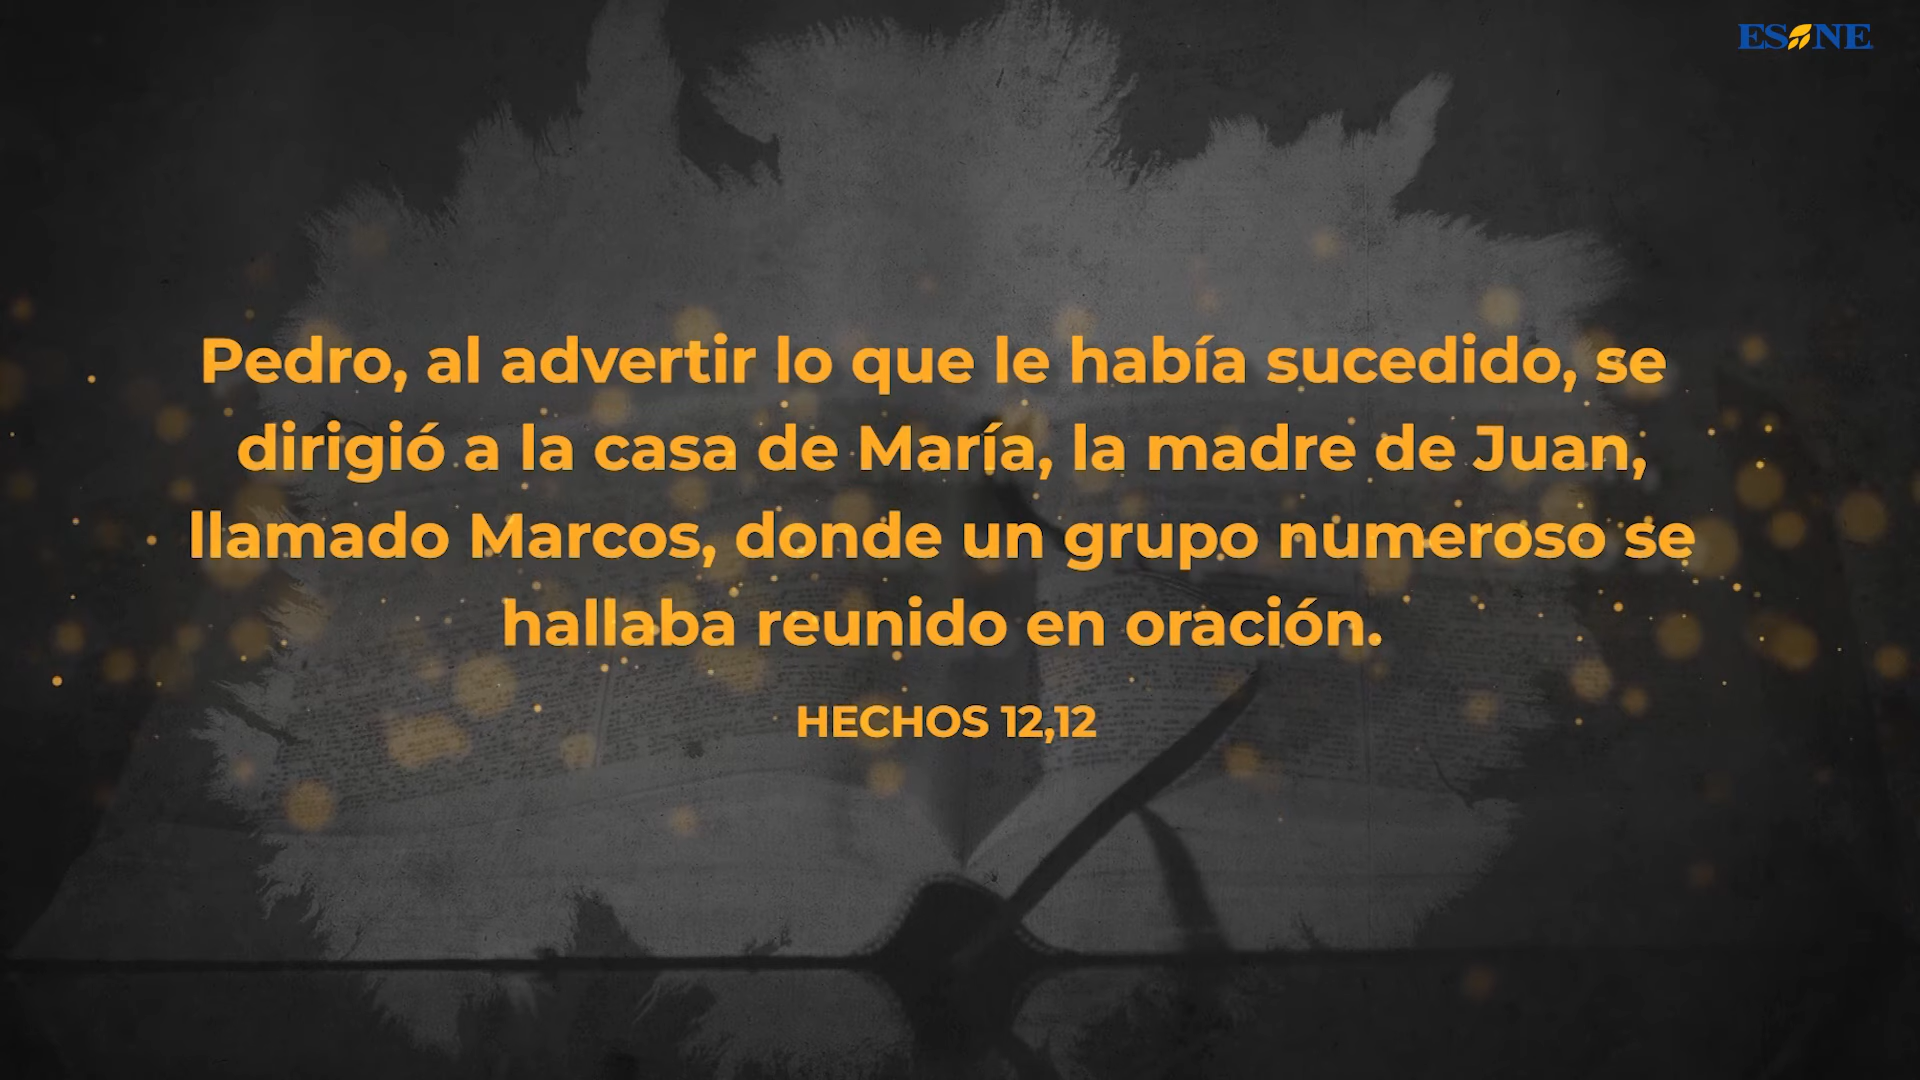 ESNE
Pedro, al advertir lo que le había sucedido, se
dirigió a la casa de María, la madre de Juan,
llamado Marcos, donde un grupo numeroso se
hallaba reunido en oración.
HECHOS 12,12